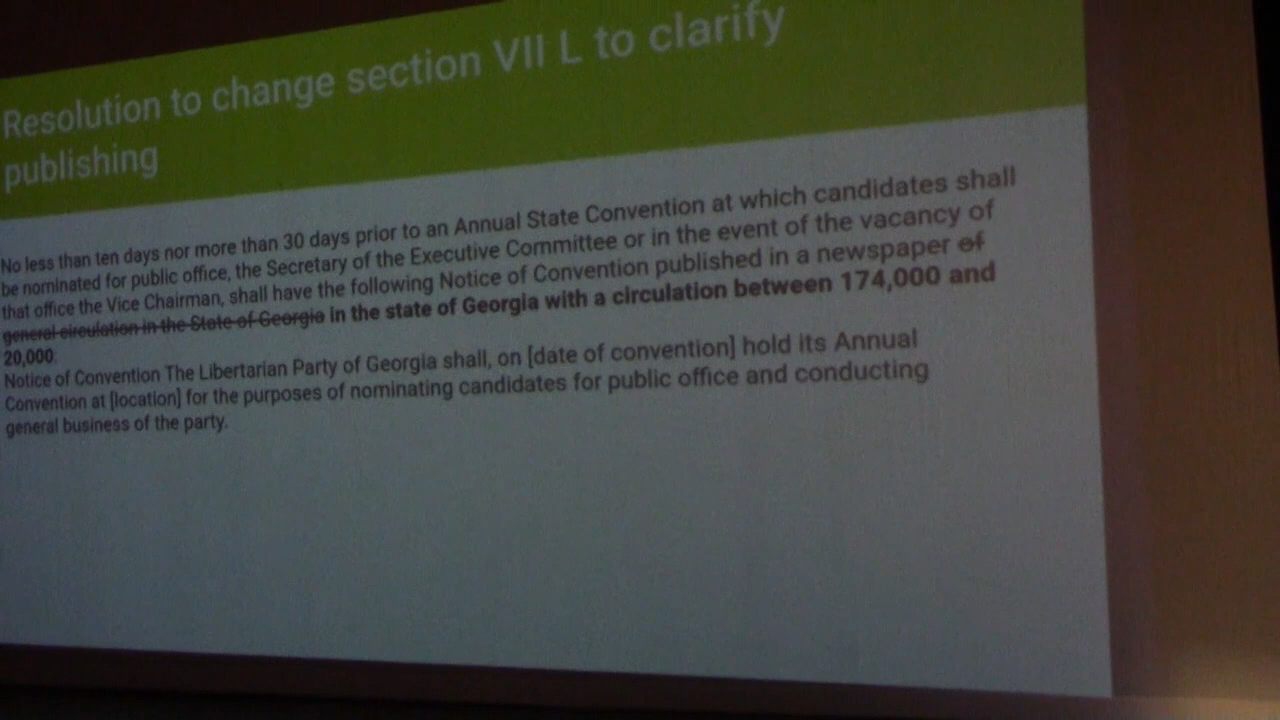 Resolution to change section VII L to clarify
publishing
No less than ten days nor more than 30 days prior to an Annual State Convention at which candidates shall
be nominated for public office, the Secretary of the Executive Committee or in the event of the vacancy of
that office the Vice Chairman, shall have the following Notice of Convention published in a newspaper of
general circulation in the State of Georgia in the state of Georgia with a circulation between 174,000 and
20,000.
Notice of Convention The Libertarian Party of Georgia shall, on [date of convention] hold its Annual
Convention at [location] for the purposes of nominating candidates for public office and conducting
general business of the party.